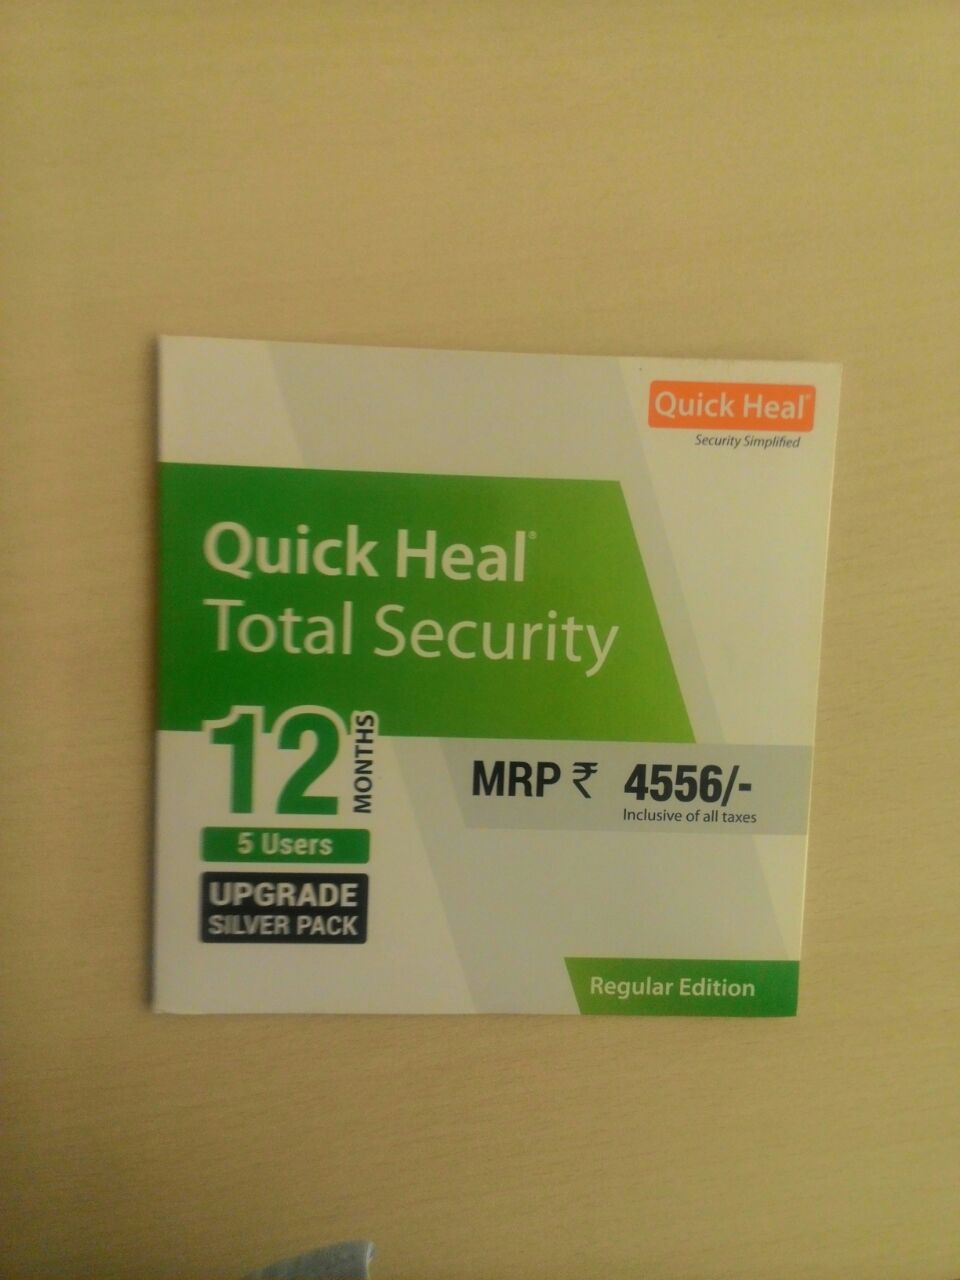 Quick Heal®
Security Simplified
Quick Heal®
Total Security
12 MONTHS
5 Users
UPGRADE
SILVER PACK
MRP ₹ 4556/-
Inclusive of all taxes
Regular Edition